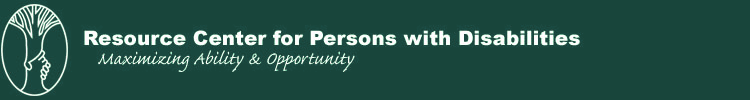 Resource Center for Persons with Disabilities
Maximizing Ability & Opportunity